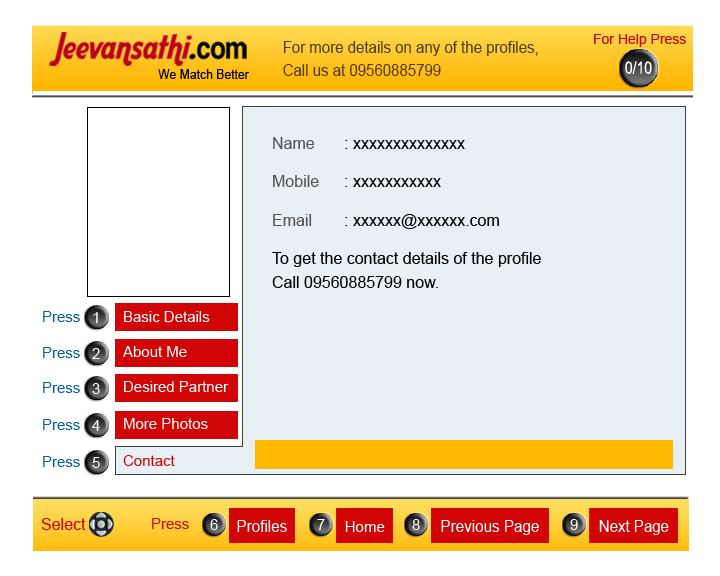 Jeevansathi.com
We Match Better
For more details on any of the profiles,
Call us at 09560885799
For Help Press
0/10
Name : xxxxxxxxxxxxxx
Mobile : xxxxxxxxxxx
Email : xxxxxx@xxxxxx.com
To get the contact details of the profile
Call 09560885799 now.
Press 1 Basic Details
Press 2 About Me
Press 3 Desired Partner
Press 4 More Photos
Press 5 Contact
Select Press 6 Profiles 7 Home 8 Previous Page 9 Next Page